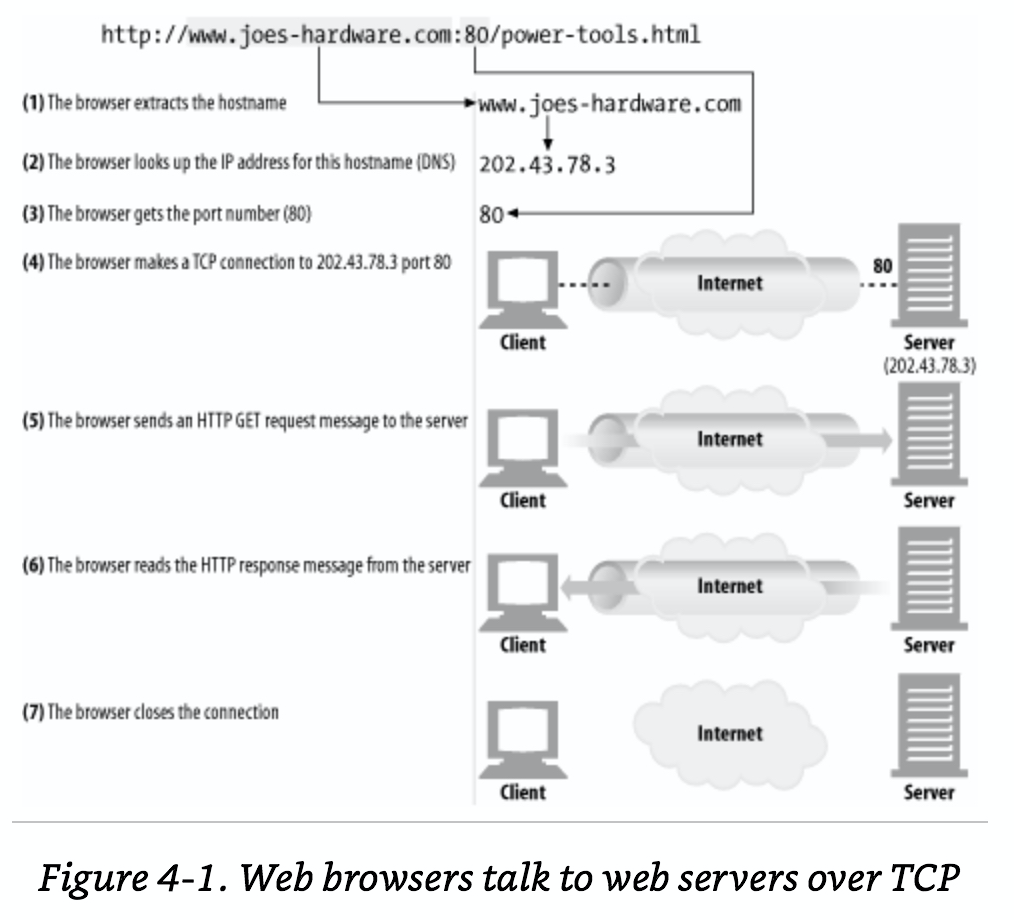 http://www.joes-hardware.com:80/power-tools.html
(1) The browser extracts the hostname
www.joes-hardware.com
(2) The browser looks up the IP address for this hostname (DNS)
202.43.78.3
(3) The browser gets the port number (80)
80
(4) The browser makes a TCP connection to 202.43.78.3 port 80
Internet
80
Client
Server
(202.43.78.3)
(5) The browser sends an HTTP GET request message to the server
Internet
Client
Server
(6) The browser reads the HTTP response message from the server
Internet
Client
Server
(7) The browser closes the connection
Internet
Client
Server
Figure 4-1. Web browsers talk to web servers over TCP